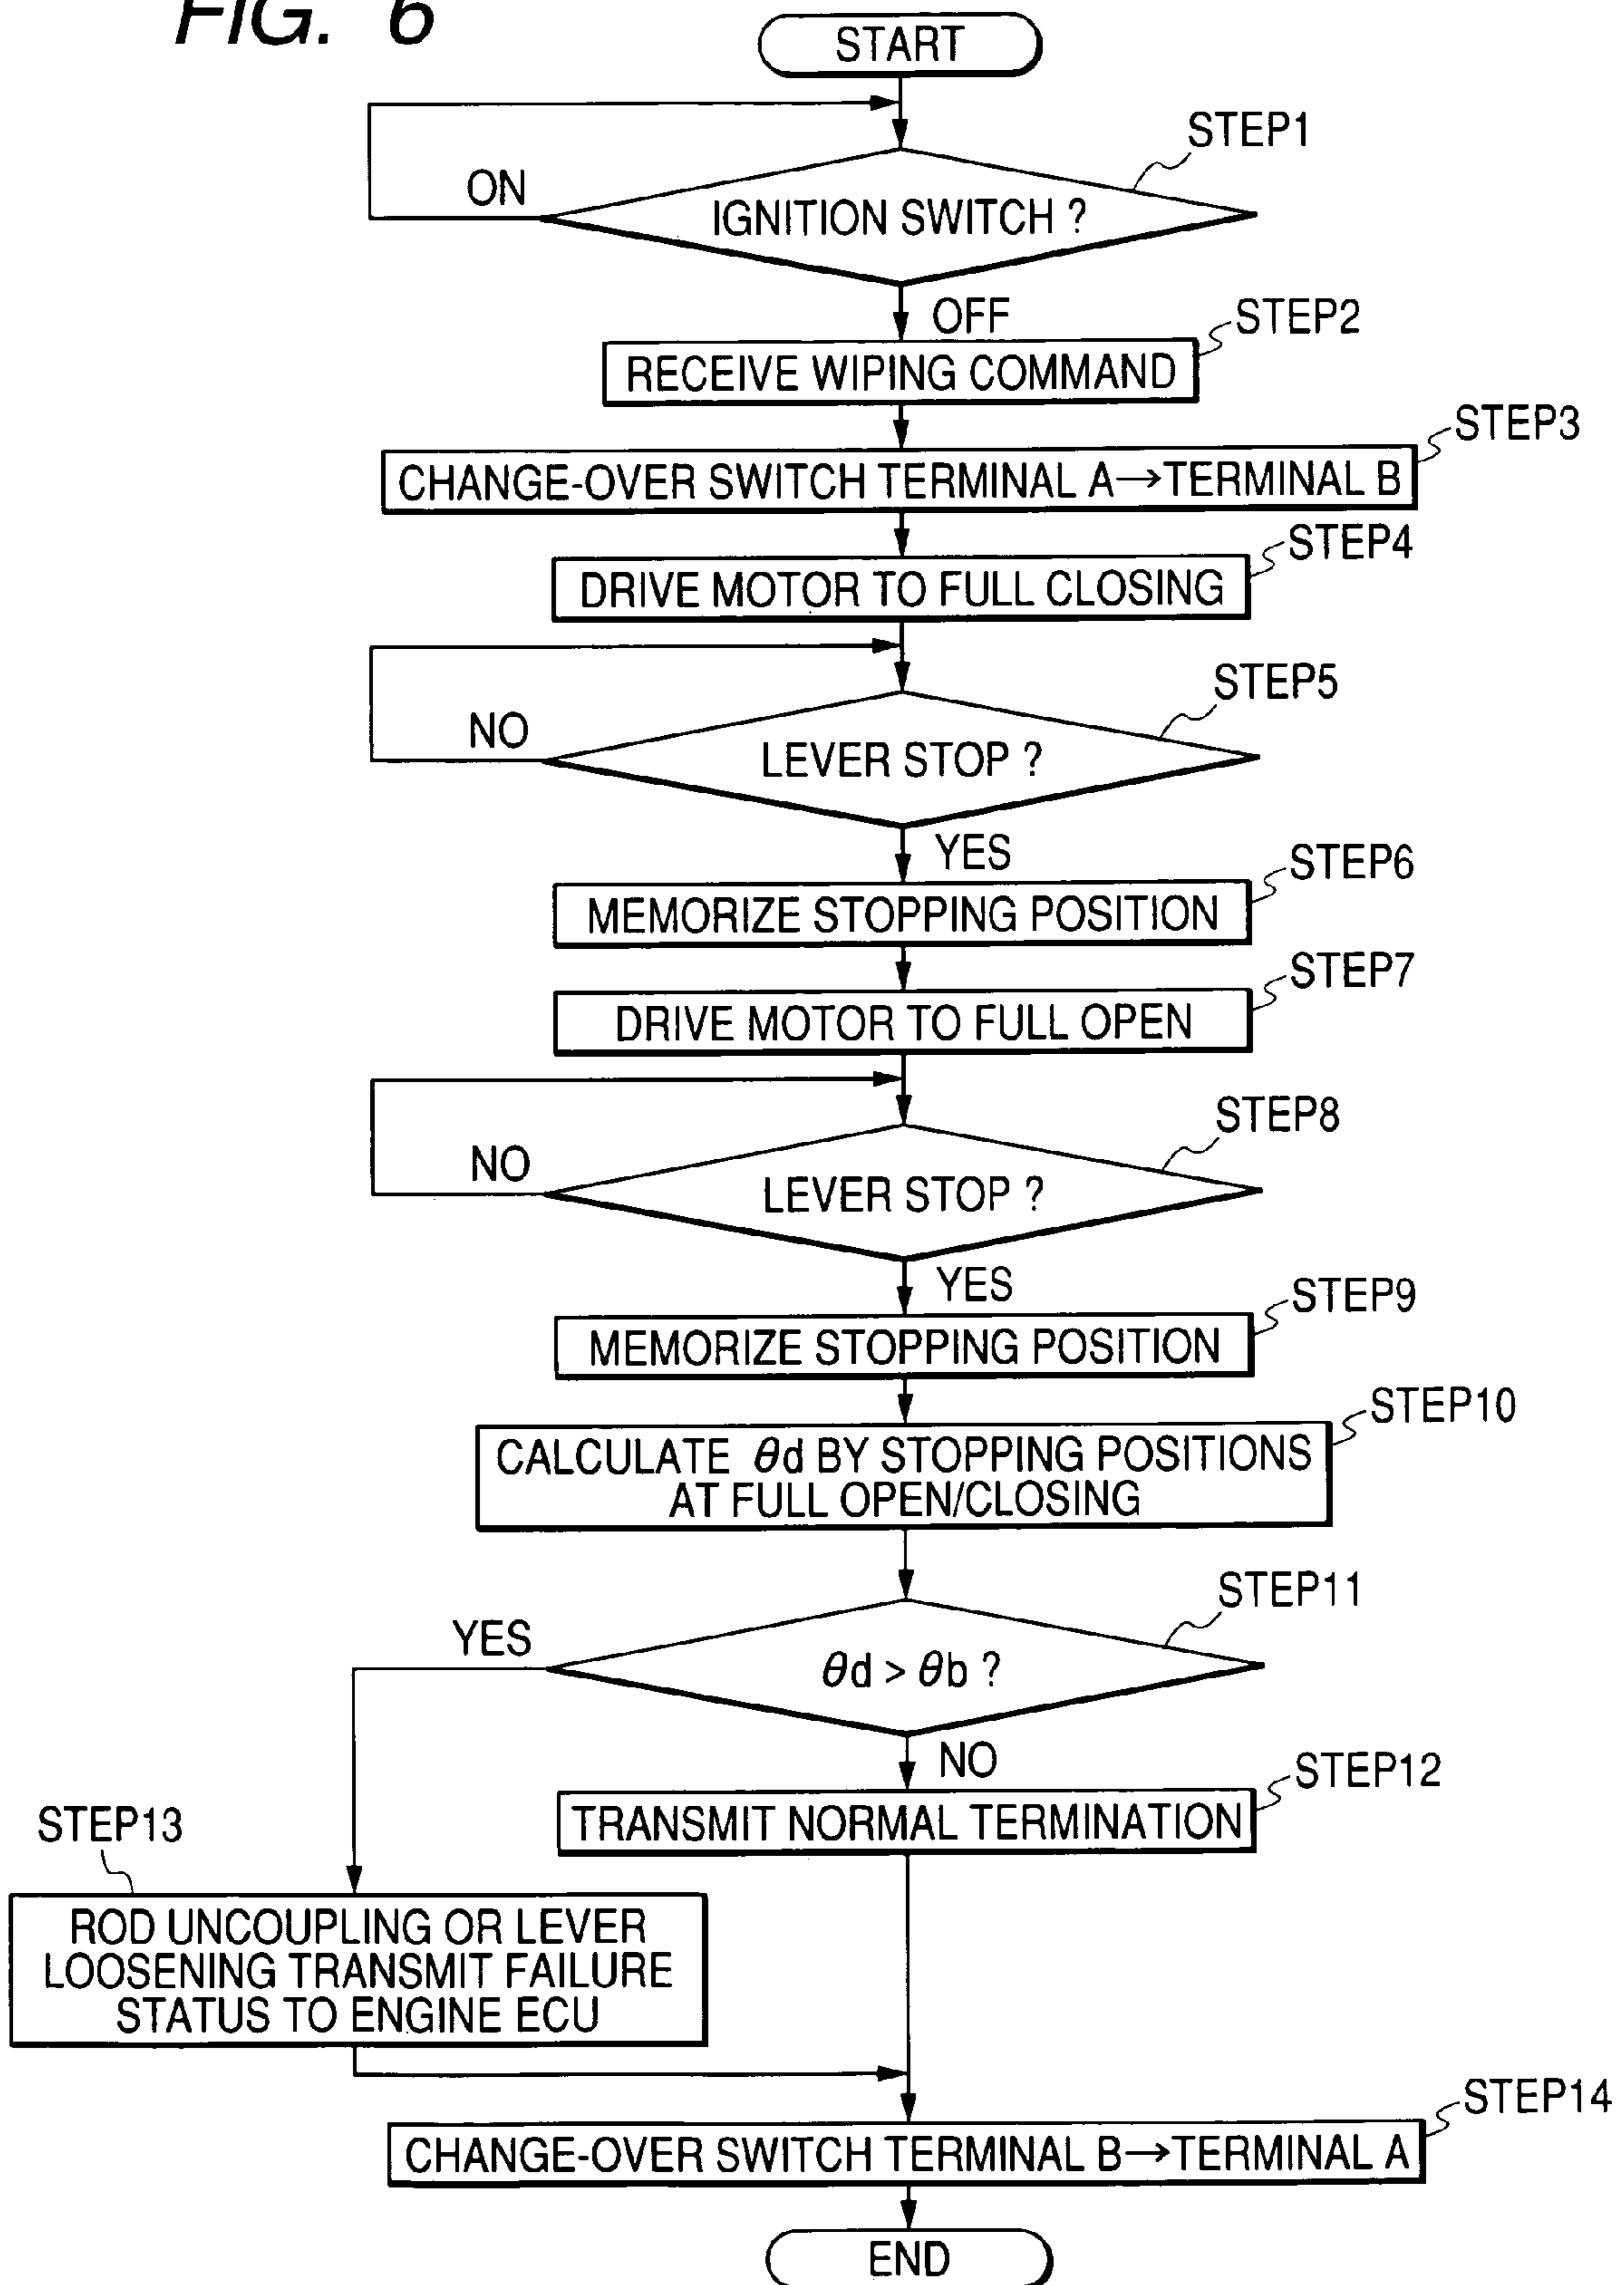 FIG. 6
START
STEP1
ON
IGNITION SWITCH ?
OFF
STEP2
RECEIVE WIPING COMMAND
STEP3
CHANGE-OVER SWITCH TERMINAL A→TERMINAL B
STEP4
DRIVE MOTOR TO FULL CLOSING
STEP5
NO
LEVER STOP ?
YES
STEP6
MEMORIZE STOPPING POSITION
STEP7
DRIVE MOTOR TO FULL OPEN
STEP8
NO
LEVER STOP ?
YES
STEP9
MEMORIZE STOPPING POSITION
STEP10
CALCULATE θd BY STOPPING POSITIONS
AT FULL OPEN/CLOSING
STEP11
YES
θd > θb ?
NO
STEP12
TRANSMIT NORMAL TERMINATION
STEP13
ROD UNCOUPLING OR LEVER
LOOSENING TRANSMIT FAILURE
STATUS TO ENGINE ECU
STEP14
CHANGE-OVER SWITCH TERMINAL B→TERMINAL A
END